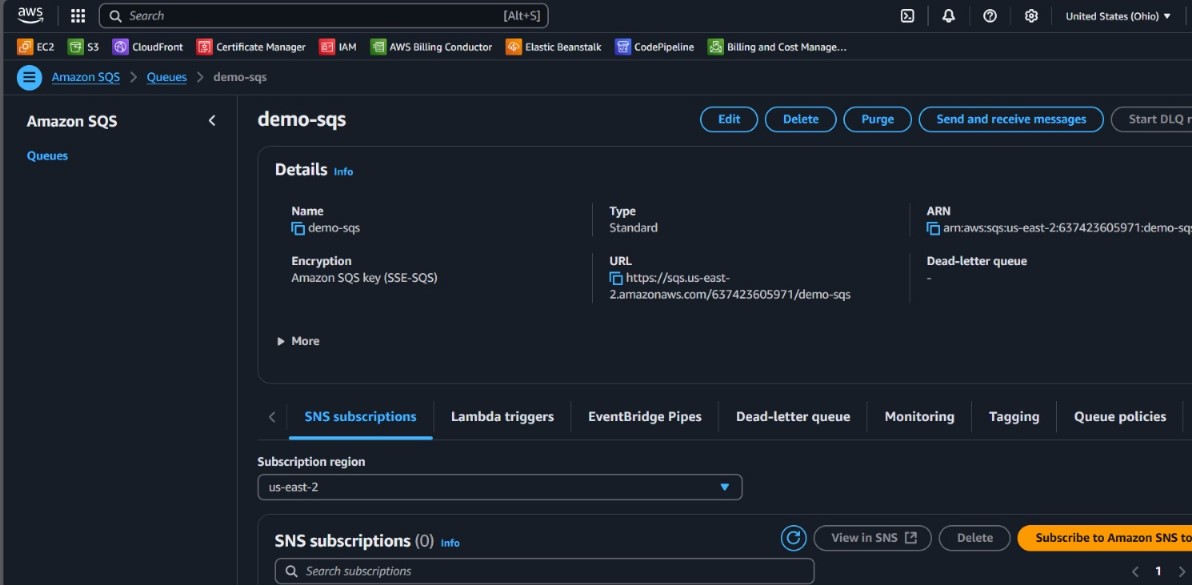 aws
Search [Alt+S] United States (Ohio)
EC2 S3 CloudFront Certificate Manager IAM AWS Billing Conductor Elastic Beanstalk CodePipeline Billing and Cost Manage...
Amazon SQS > Queues > demo-sqs
Amazon SQS
Queues
demo-sqs Edit Delete Purge Send and receive messages Start DLQ r
Details Info
Name Type ARN
demo-sqs Standard arn:aws:sqs:us-east-2:637423605971:demo-sqs
Encryption URL Dead-letter queue
Amazon SQS key (SSE-SQS) https://sqs.us-east- -
2.amazonaws.com/637423605971/demo-sqs
More
SNS subscriptions Lambda triggers EventBridge Pipes Dead-letter queue Monitoring Tagging Queue policies
Subscription region
us-east-2
SNS subscriptions (0) Info View in SNS Delete Subscribe to Amazon SNS to
Search subscriptions 1